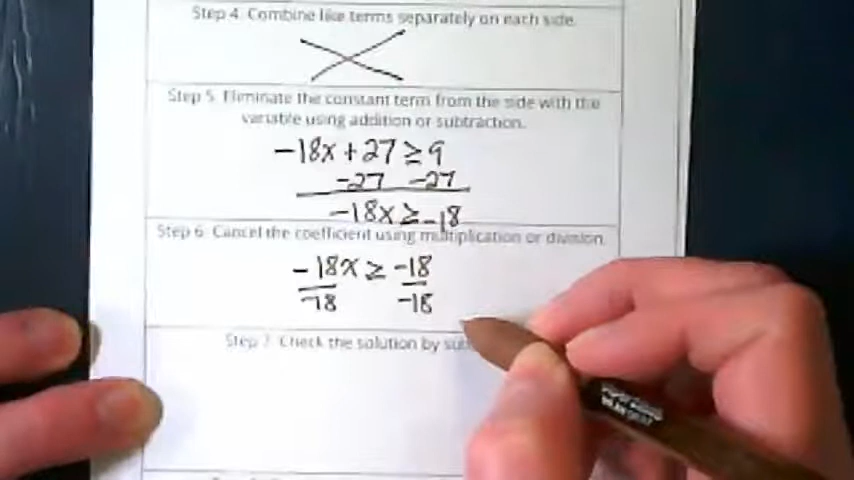 Step 4. Combine like terms separately on each side.
Step 5. Eliminate the constant term from the side with the
variable using addition or subtraction.
-18x + 27 ≥ 9
-27 -27
-18x ≥ -18
Step 6. Cancel the coefficient using multiplication or division.
-18x ≥ -18
-18 -18
Step 7. Check the solution by